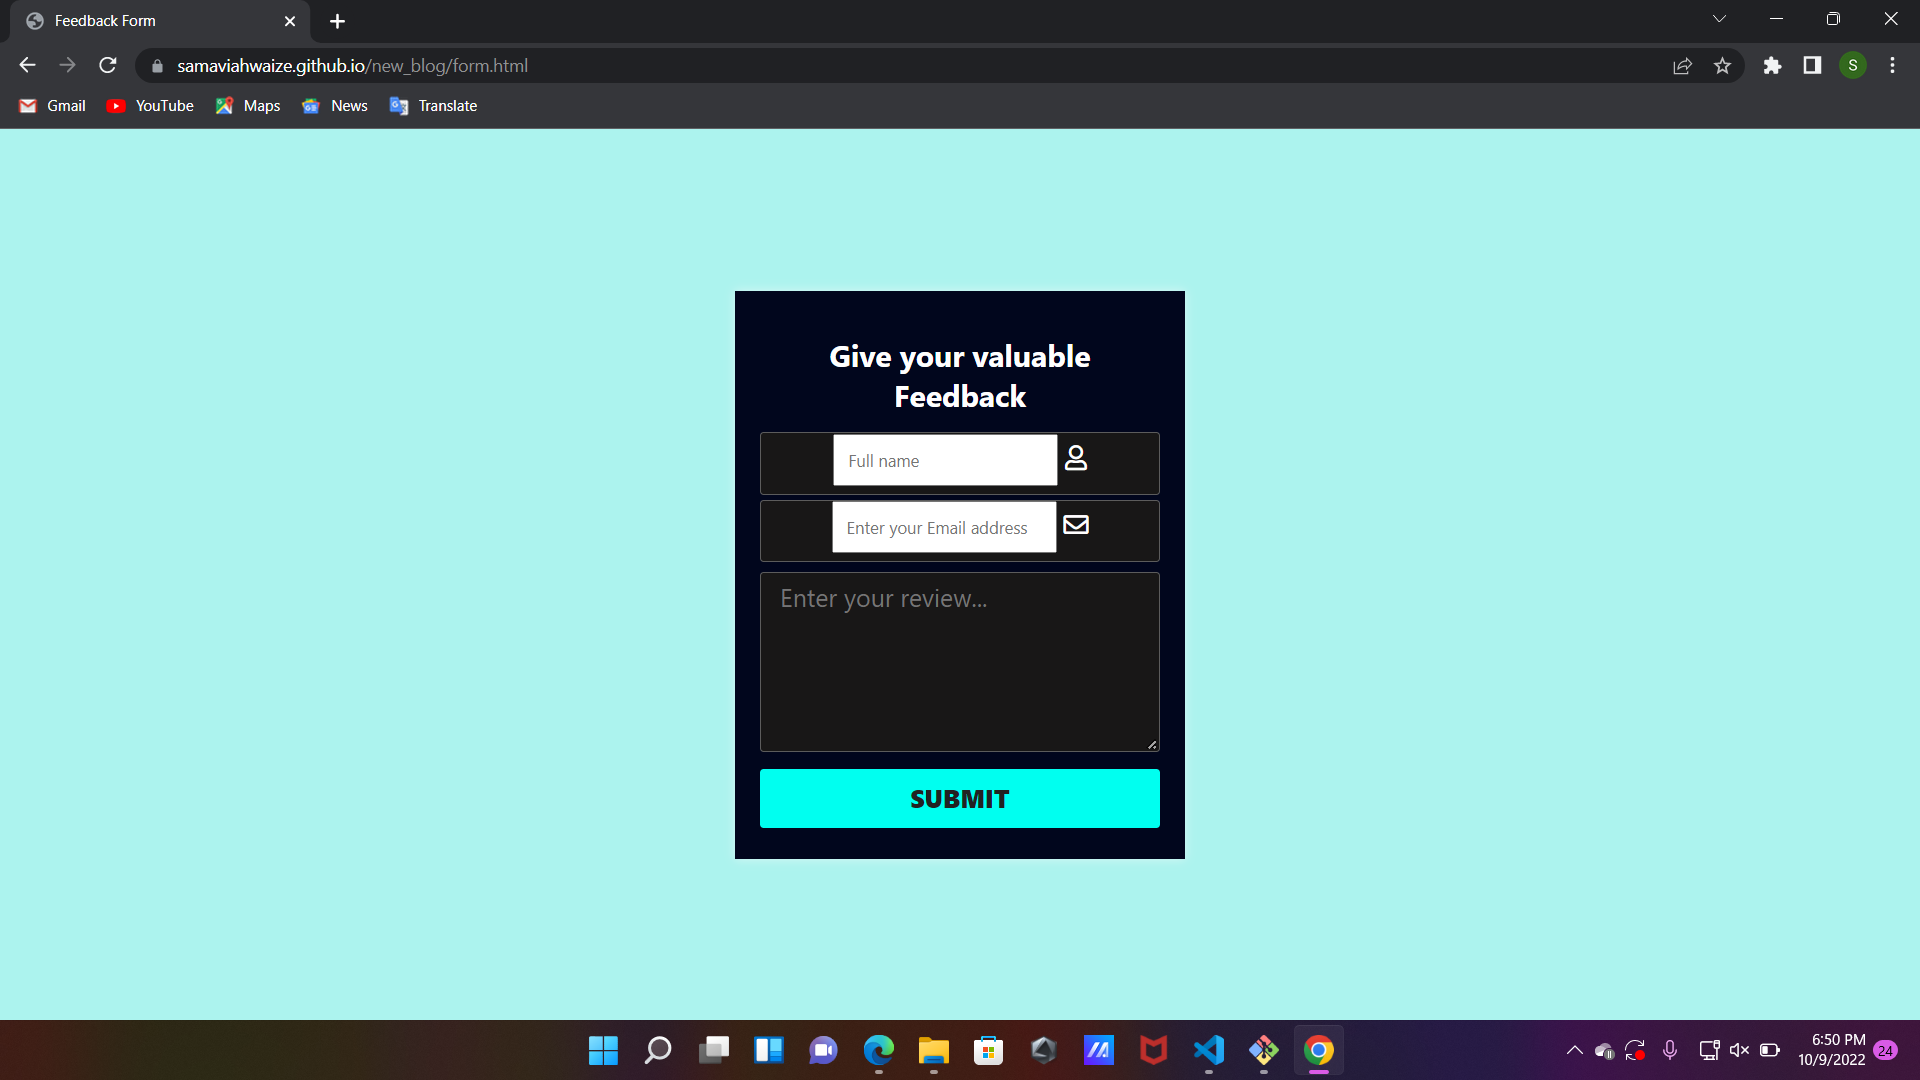 Feedback Form
samaviahwaize.github.io/new_blog/form.html
S
Gmail
YouTube
Maps
News
Translate
Give your valuable
Feedback
Full name
Enter your Email address
Enter your review...
SUBMIT
6:50 PM
10/9/2022
24